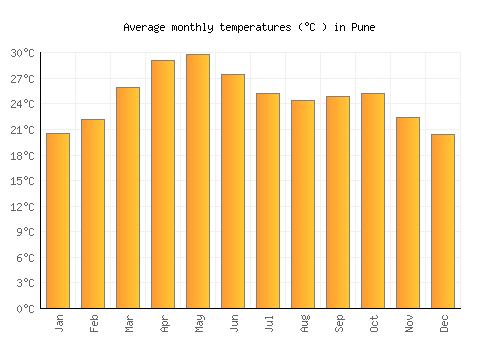 Average monthly temperatures (°C ) in Pune
30°C
27°C
24°C
21°C
18°C
15°C
12°C
9°C
6°C
3°C
0°C
Jan
Feb
Mar
Apr
May
Jun
Jul
Aug
Sep
Oct
Nov
Dec